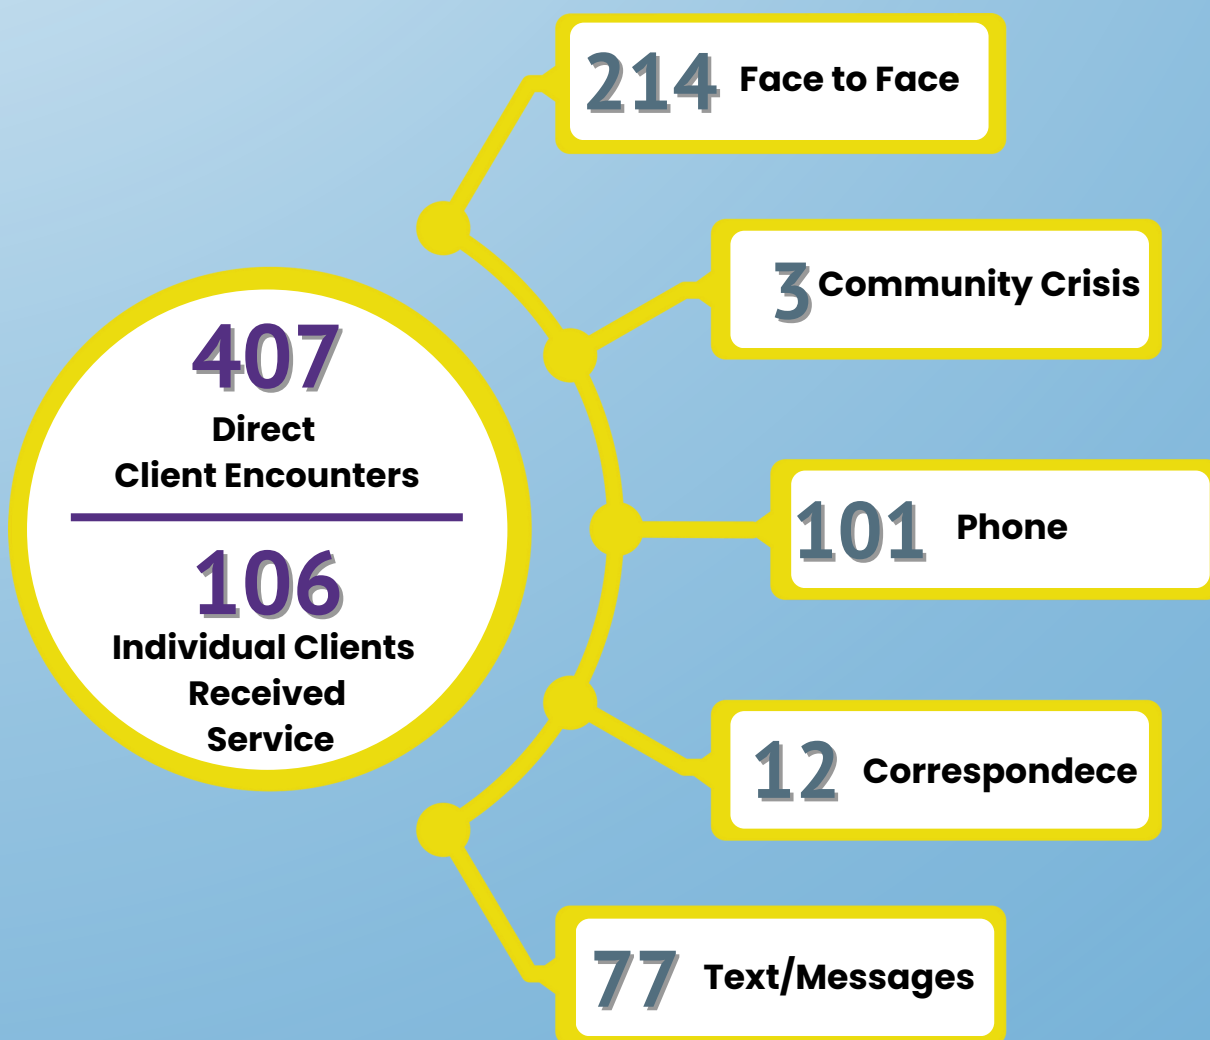 407
Direct
Client Encounters
106
Individual Clients
Received
Service
214 Face to Face
3 Community Crisis
101 Phone
12 Correspondece
77 Text/Messages